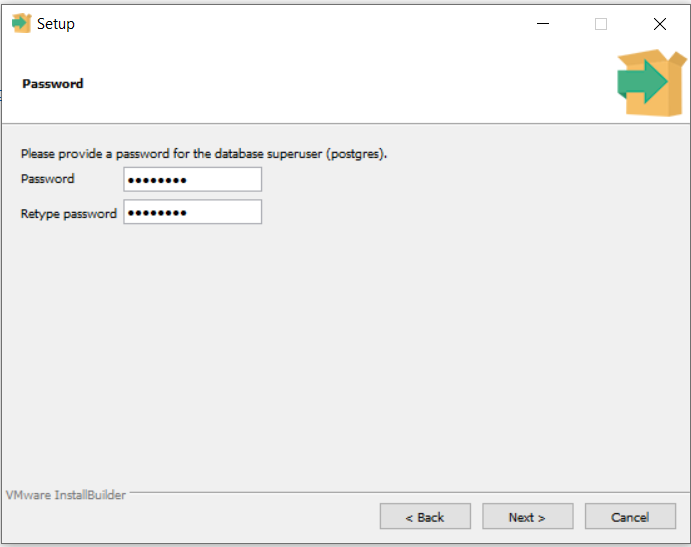 Setup
Password
Please provide a password for the database superuser (postgres).
Password ••••••••
Retype password ••••••••
VMware InstallBuilder
< Back Next > Cancel